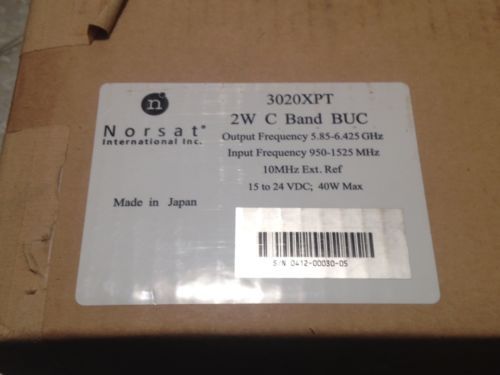 n
Norsat
International Inc.
3020XPT
2W C Band BUC
Output Frequency 5.85-6.425 GHz
Input Frequency 950-1525 MHz
10MHz Ext. Ref
15 to 24 VDC; 40W Max
Made in Japan
S/N 0412-00030-05